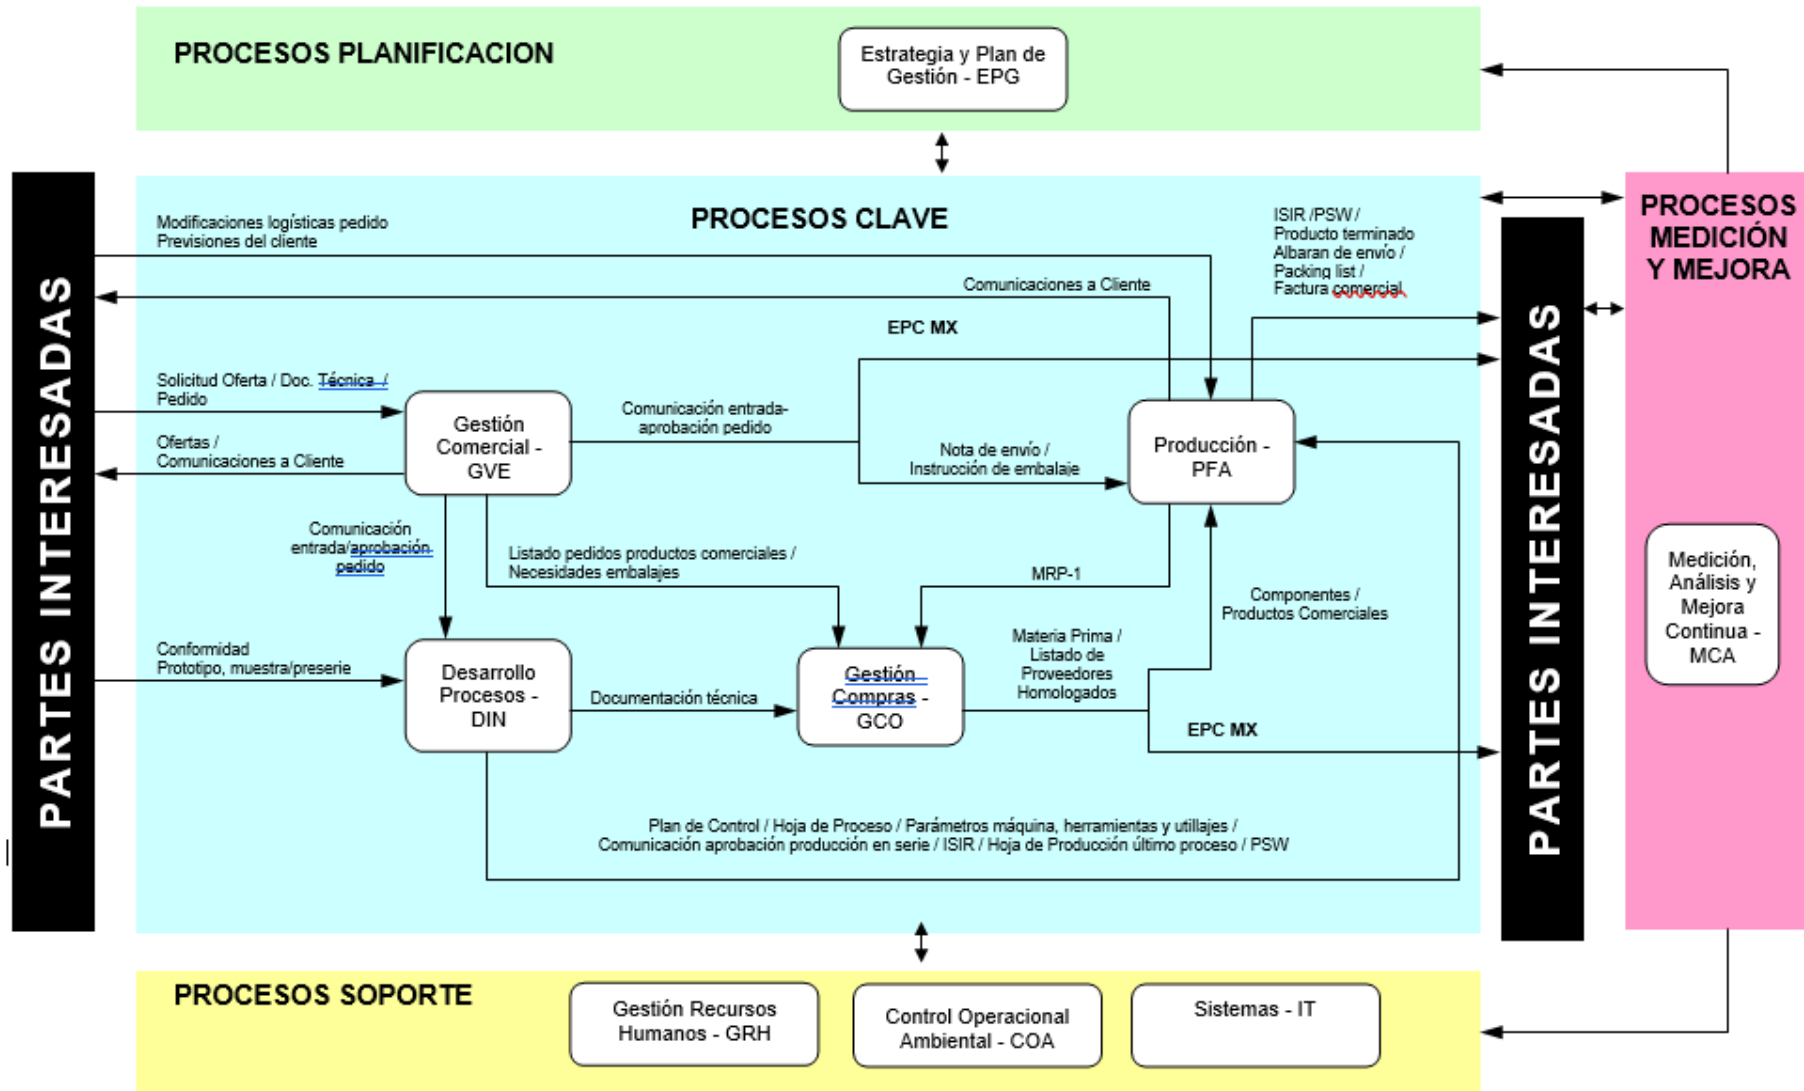 PROCESOS PLANIFICACION
Estrategia y Plan de
Gestión - EPG
PARTES INTERESADAS
PROCESOS CLAVE
Modificaciones logísticas pedido
Previsiones del cliente
Comunicaciones a Cliente
ISIR /PSW /
Producto terminado
Albaran de envío /
Packing list /
Factura comercial
EPC MX
Solicitud Oferta / Doc. Técnica /
Pedido
Ofertas /
Comunicaciones a Cliente
Gestión
Comercial -
GVE
Comunicación entrada-
aprobación pedido
Nota de envío /
Instrucción de embalaje
Producción -
PFA
Comunicación
entrada/aprobación
pedido
Listado pedidos productos comerciales /
Necesidades embalajes
MRP-1
Componentes /
Productos Comerciales
Conformidad
Prototipo, muestra/preserie
Desarrollo
Procesos -
DIN
Documentación técnica
Gestión
Compras -
GCO
Materia Prima /
Listado de
Proveedores
Homologados
EPC MX
Plan de Control / Hoja de Proceso / Parámetros máquina, herramientas y utillajes /
Comunicación aprobación producción en serie / ISIR / Hoja de Producción último proceso / PSW
PARTES INTERESADAS
PROCESOS
MEDICIÓN
Y MEJORA
Medición,
Análisis y
Mejora
Continua -
MCA
PROCESOS SOPORTE
Gestión Recursos
Humanos - GRH
Control Operacional
Ambiental - COA
Sistemas - IT